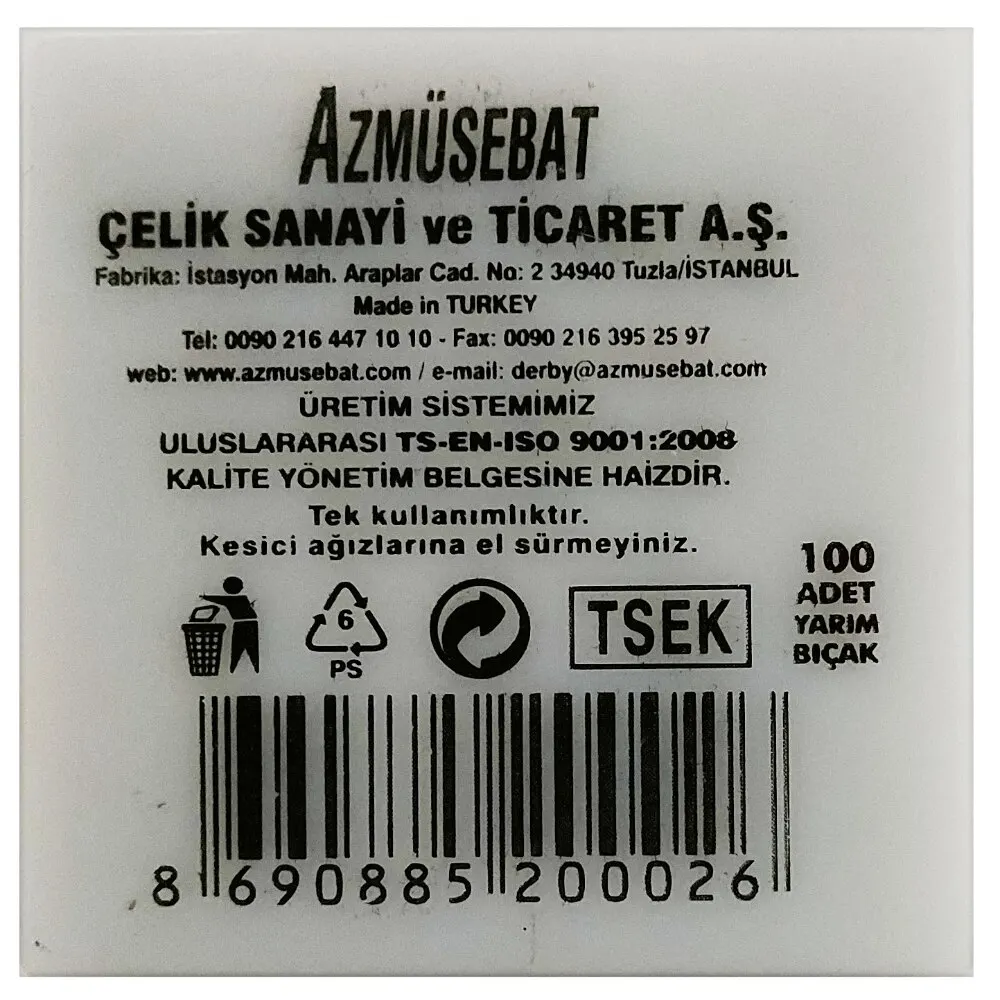 AZMÜSEBAT
ÇELİK SANAYİ ve TİCARET A.Ş.
Fabrika: İstasyon Mah. Araplar Cad. No: 2 34940 Tuzla/İSTANBUL
Made in TURKEY
Tel: 0090 216 447 10 10 - Fax: 0090 216 395 25 97
web: www.azmusebat.com / e-mail: derby@azmusebat.com
ÜRETİM SİSTEMİMİZ
ULUSLARARASI TS-EN-ISO 9001:2008
KALİTE YÖNETİM BELGESİNE HAİZDİR.
Tek kullanımlıktır.
Kesici ağızlarına el sürmeyiniz.
6
PS
TSEK
100
ADET
YARIM
BIÇAK
8 690885 200026